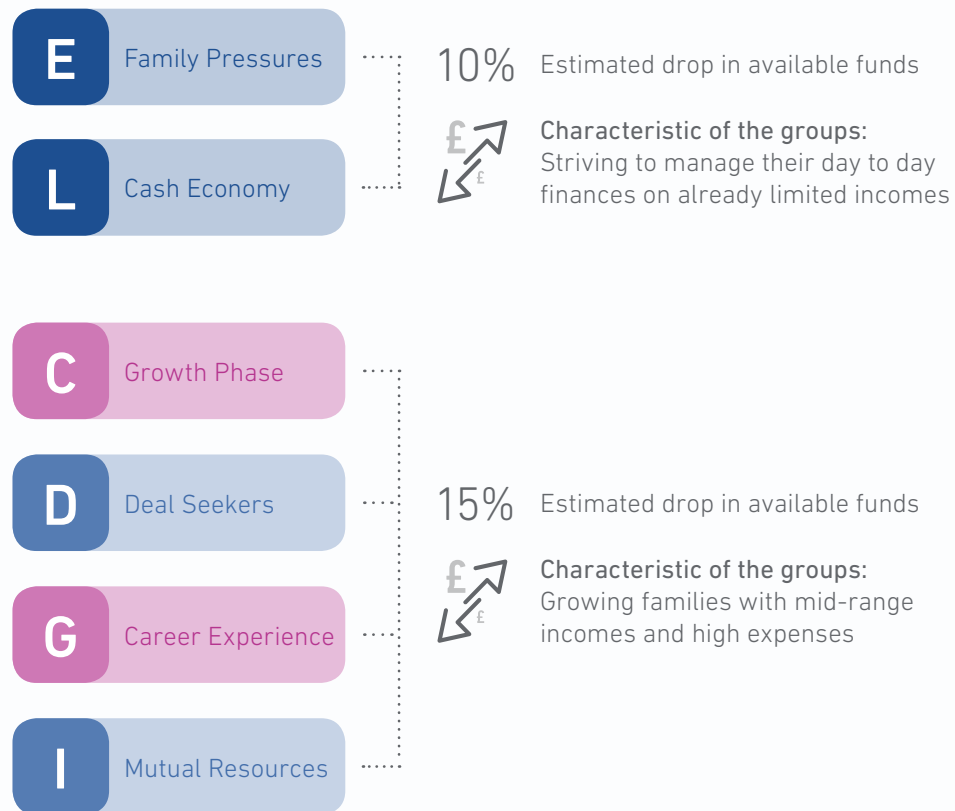 E Family Pressures
10% Estimated drop in available funds
£
£
Characteristic of the groups:
Striving to manage their day to day
finances on already limited incomes
L Cash Economy
C Growth Phase
D Deal Seekers
G Career Experience
I Mutual Resources
15% Estimated drop in available funds
£
£
Characteristic of the groups:
Growing families with mid-range
incomes and high expenses